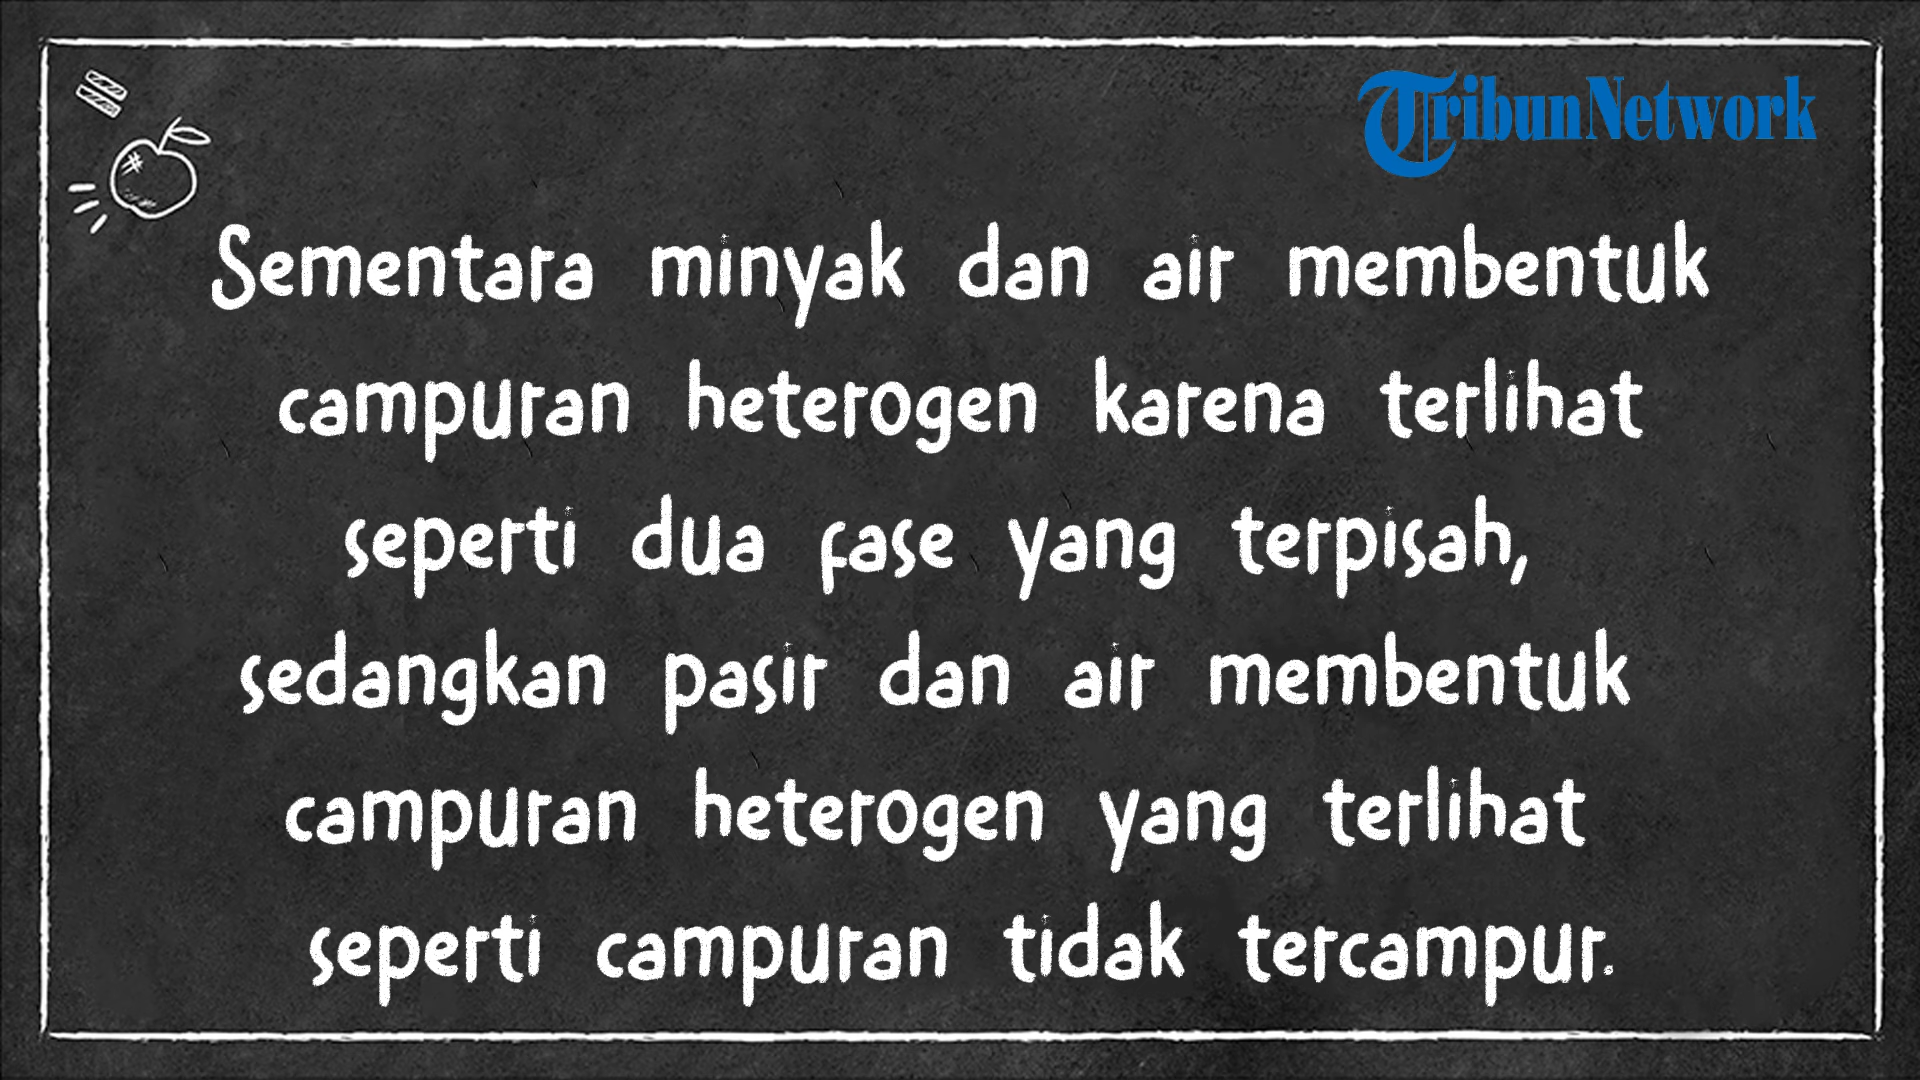 TribunNetwork
Sementara minyak dan air membentuk
campuran heterogen karena terlihat
seperti dua fase yang terpisah,
sedangkan pasir dan air membentuk
campuran heterogen yang terlihat
seperti campuran tidak tercampur.